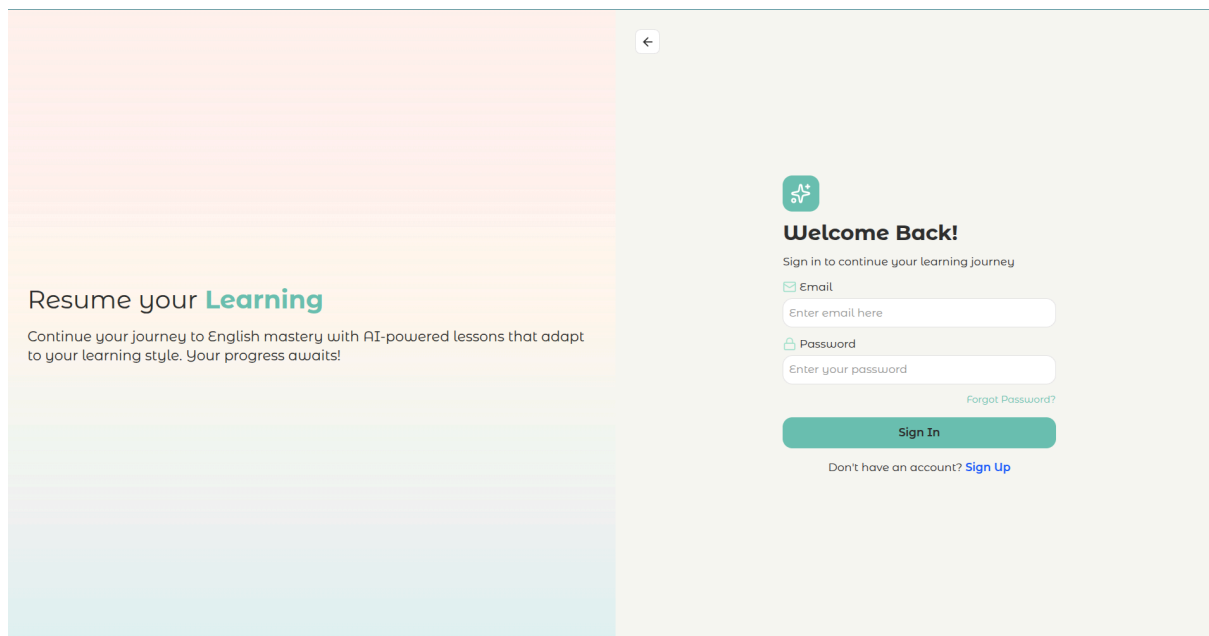 Resume your Learning
Continue your journey to English mastery with AI-powered lessons that adapt
to your learning style. Your progress awaits!
Welcome Back!
Sign in to continue your learning journey
Email
Enter email here
Password
Enter your password
Forgot Password?
Sign In
Don't have an account? Sign Up